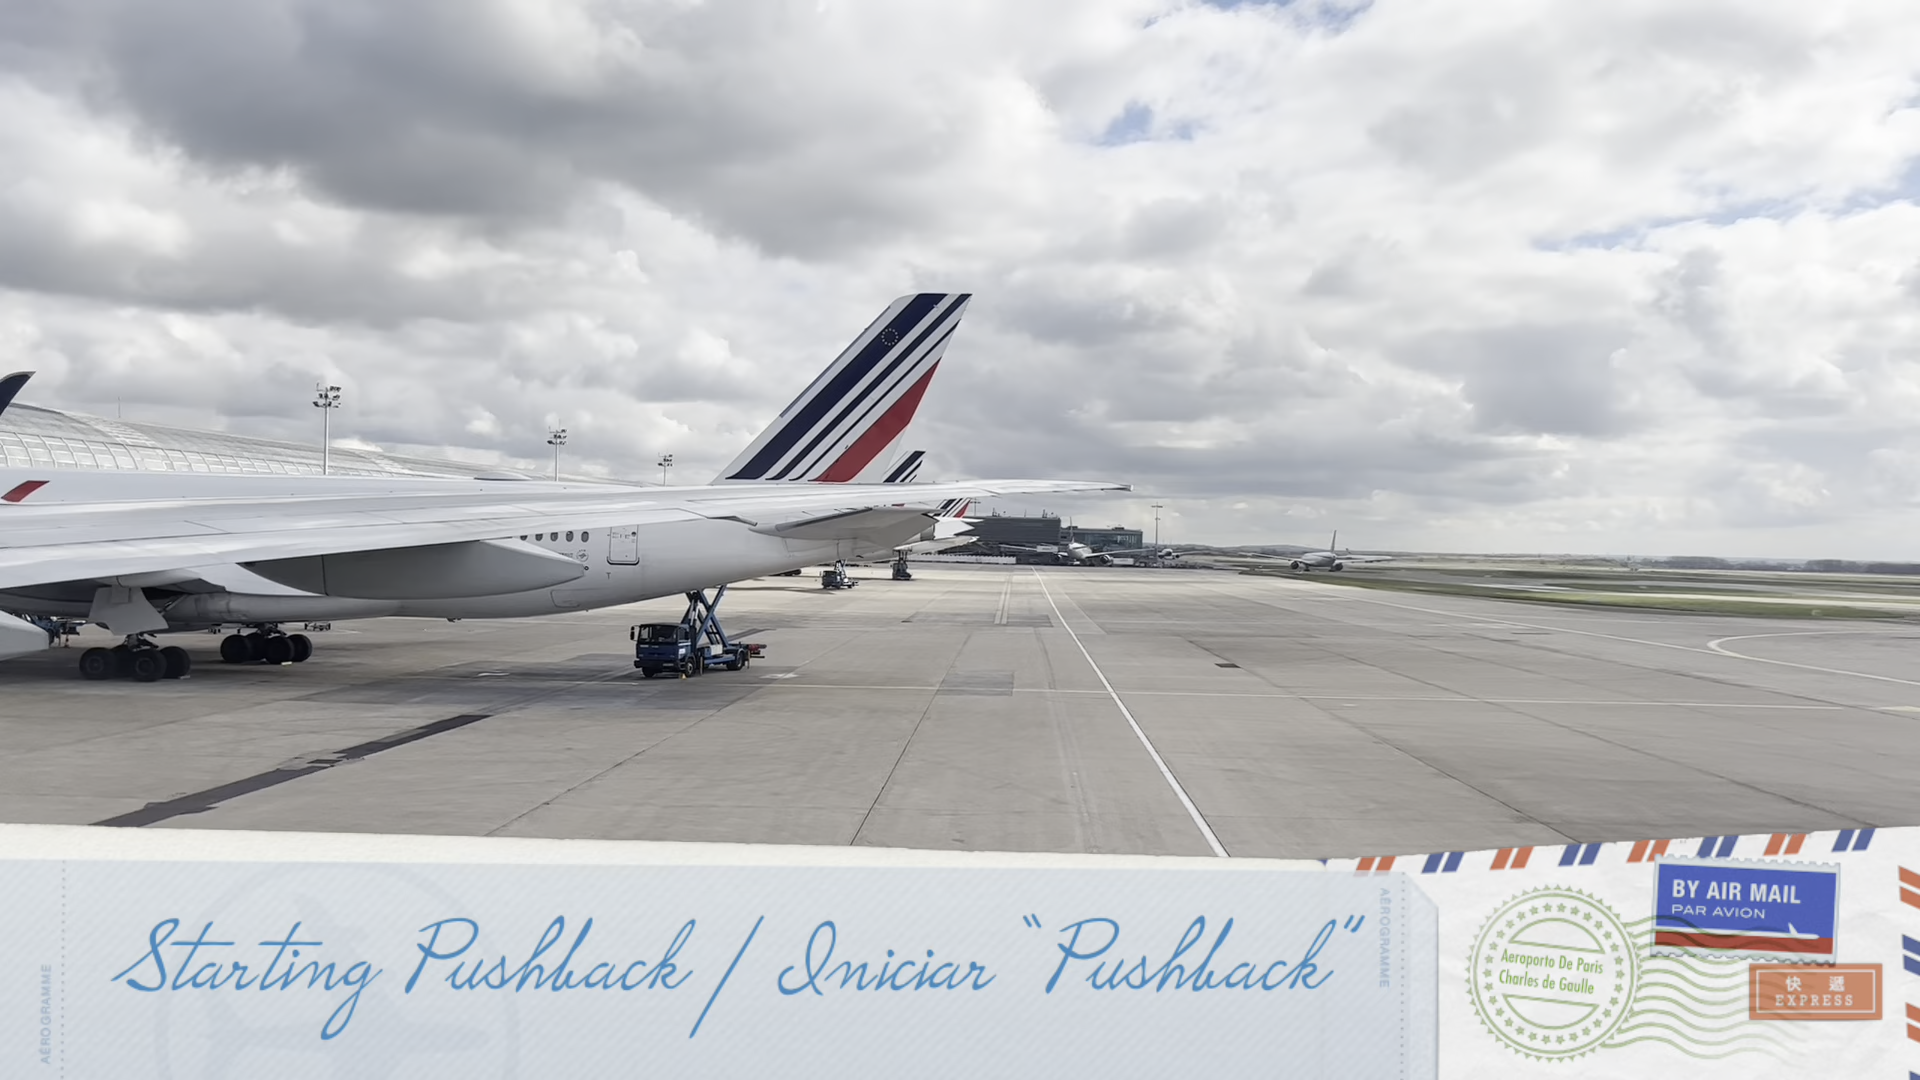 Starting Pushback / Iniciar “Pushback”
AÉROGRAMME
AÉROGRAMME
Aeroporto De Paris
Charles de Gaulle
BY AIR MAIL
PAR AVION
快 遞
EXPRESS